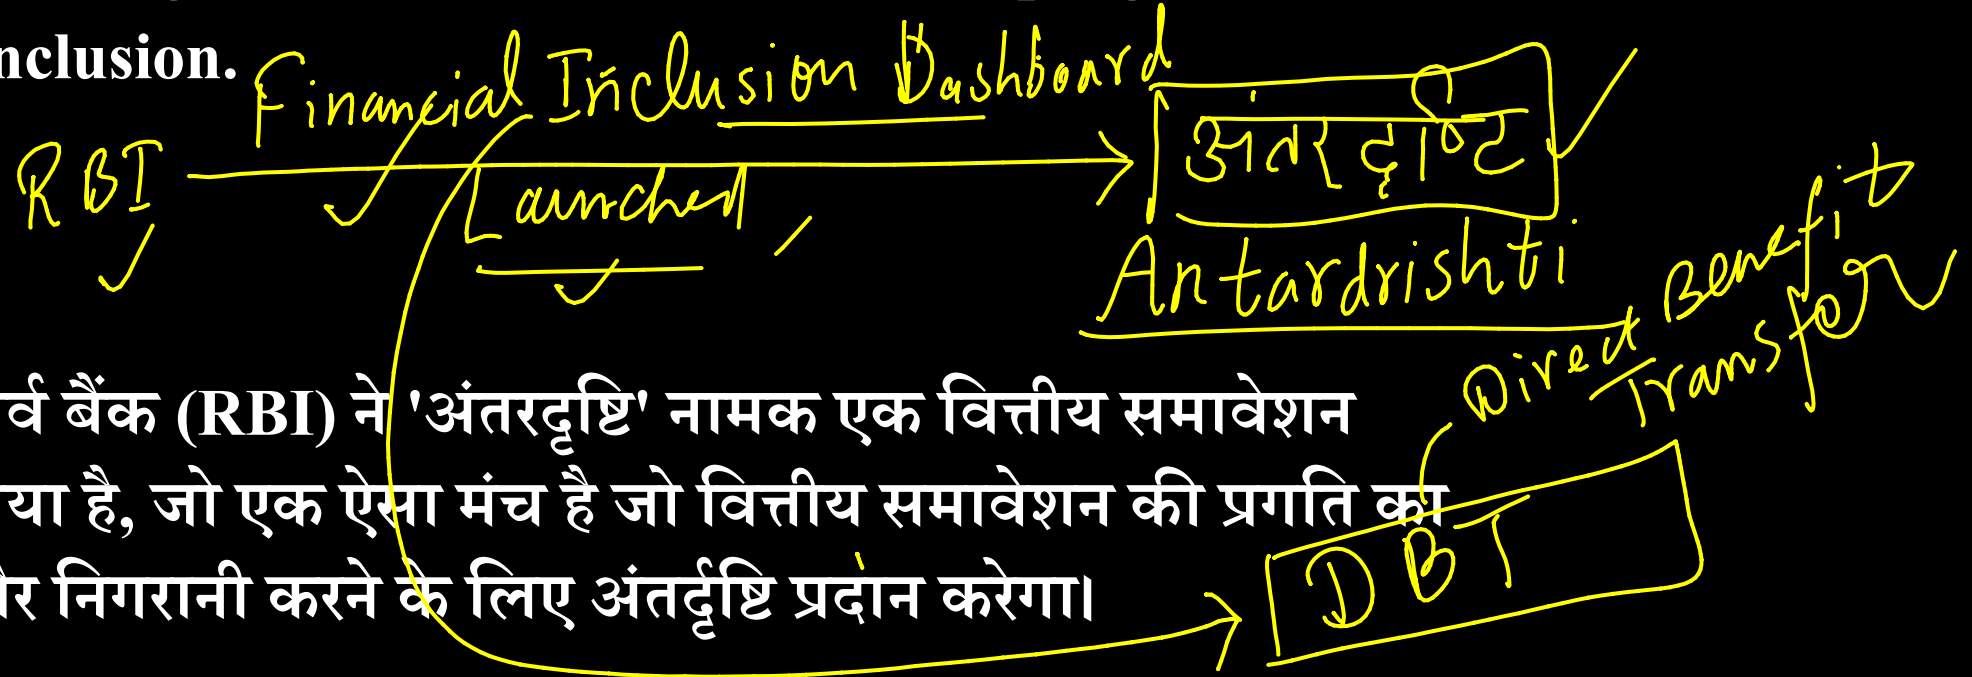 nclusion.
Financial Inclusion Dashboard
RBI Launched, अंतरदृष्टि
Antardrishti
Direct Benefit
Transfer
र्व बैंक (RBI) ने 'अंतरदृष्टि' नामक एक वित्तीय समावेशन
या है, जो एक ऐसा मंच है जो वित्तीय समावेशन की प्रगति का
र निगरानी करने के लिए अंतर्दृष्टि प्रदान करेगा।
DBT